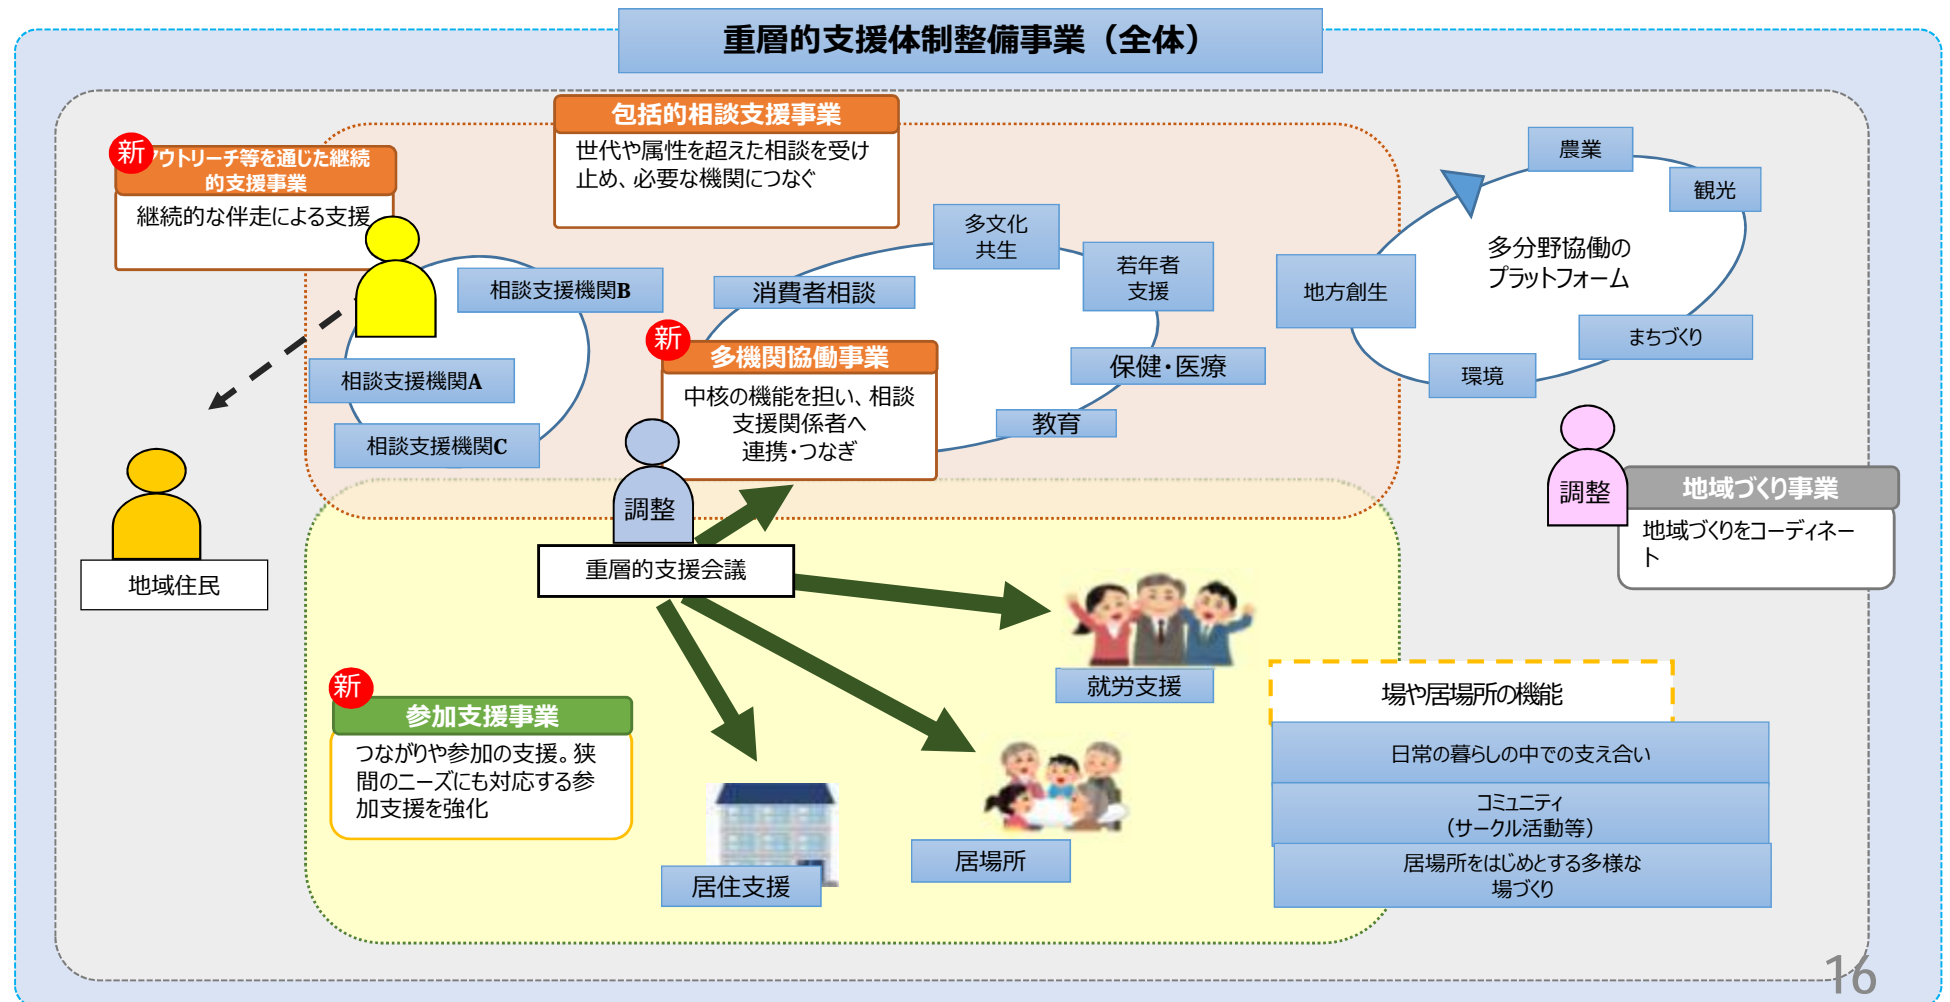 重層的支援体制整備事業（全体）
包括的相談支援事業
世代や属性を超えた相談を受け
止め、必要な機関につなぐ
新
ウトリーチ等を通じた継続
的支援事業
継続的な伴走による支援
相談支援機関B
相談支援機関A
相談支援機関C
消費者相談
多文化
共生
若年者
支援
保健・医療
教育
新
多機関協働事業
中核の機能を担い、相談
支援関係者へ
連携・つなぎ
農業
観光
地方創生
多分野協働の
プラットフォーム
まちづくり
環境
調整
地域づくり事業
地域づくりをコーディネー
ト
地域住民
調整
重層的支援会議
就労支援
新
参加支援事業
つながりや参加の支援。狭
間のニーズにも対応する参
加支援を強化
居住支援
居場所
場や居場所の機能
日常の暮らしの中での支え合い
コミュニティ
（サークル活動等）
居場所をはじめとする多様な
場づくり
16